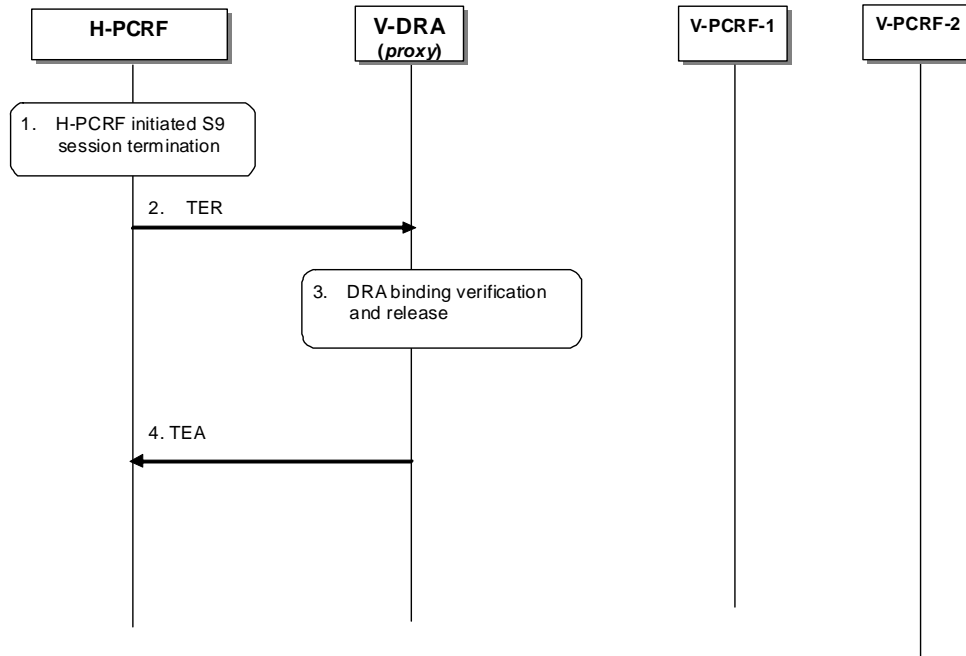 H-PCRF
V-DRA
(proxy)
V-PCRF-1
V-PCRF-2
1. H-PCRF initiated S9
session termination
2. TER
3. DRA binding verification
and release
4. TEA